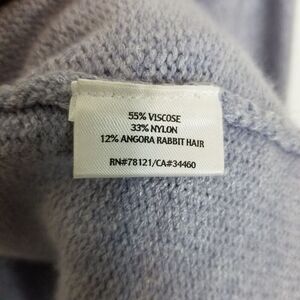 55% VISCOSE
33% NYLON
12% ANGORA RABBIT HAIR
RN#78121/CA#34460